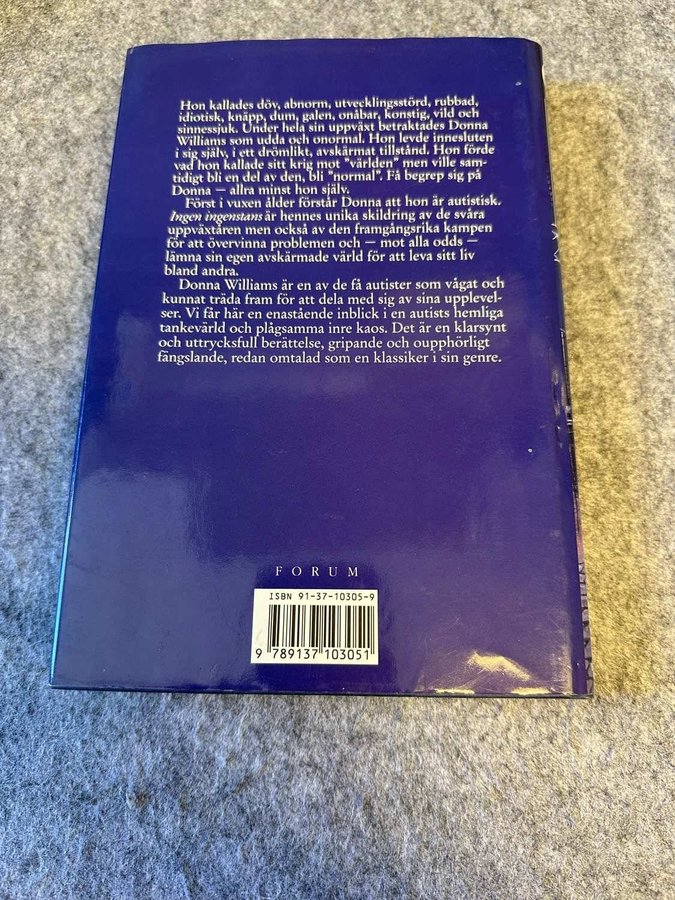 Hon kallades döv, abnorm, utvecklingsstörd, rubbad,
idiotisk, knäpp, dum, galen, onåbar, konstig, vild och
sinnessjuk. Under hela sin uppväxt betraktades Donna
Williams som udda och onormal. Hon levde innesluten
i sig själv, i ett drömlikt, avskärmat tillstånd. Hon förde
vad hon kallade sitt krig mot "världen" men ville sam-
tidigt bli en del av den, bli "normal". Få begrep sig på
Donna — allra minst hon själv.
Först i vuxen ålder förstår Donna att hon är autistisk.
Ingen ingenstans är hennes unika skildring av de svåra
uppväxtåren men också av den framgångsrika kampen
för att övervinna problemen och — mot alla odds —
lämna sin egen avskärmade värld för att leva sitt liv
bland andra.
Donna Williams är en av de få autister som vågat och
kunnat träda fram för att dela med sig av sina upplevel-
ser. Vi får här en enastående inblick i en autists hemliga
tankevärld och plågsamma inre kaos. Det är en klarsynt
och uttrycksfull berättelse, gripande och oupphörligt
fängslande, redan omtalad som en klassiker i sin genre.
FORUM
ISBN 91-37-10305-9
9 789137 103051